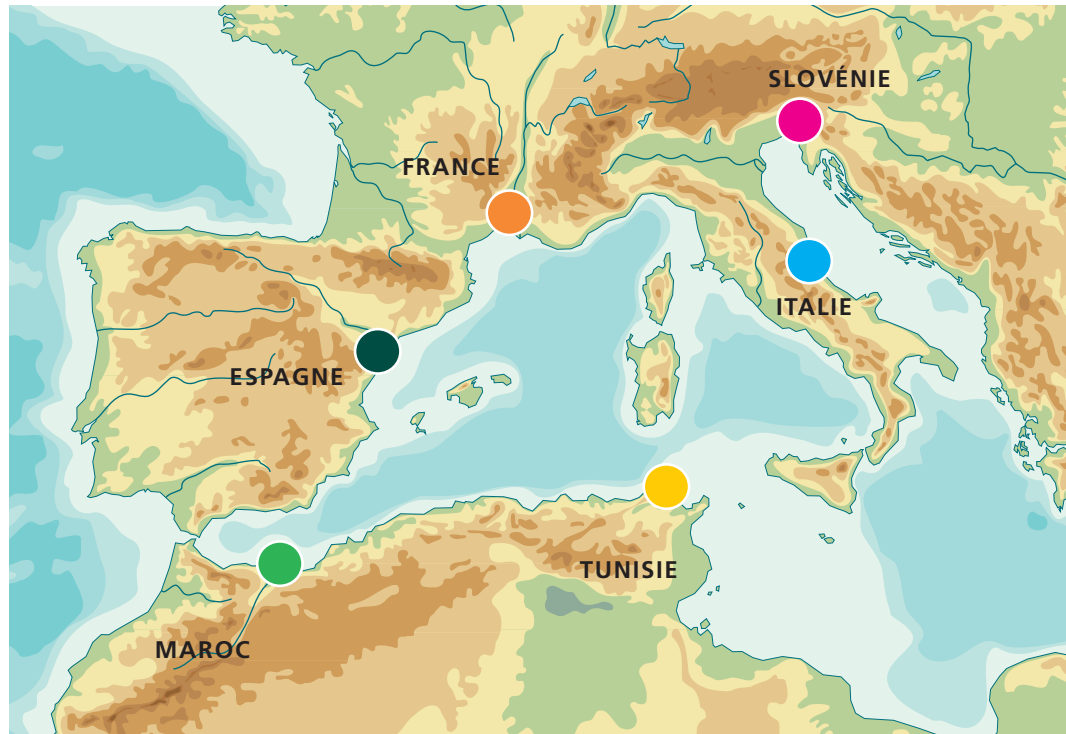 SLOVÉNIE
FRANCE
ITALIE
ESPAGNE
TUNISIE
MAROC